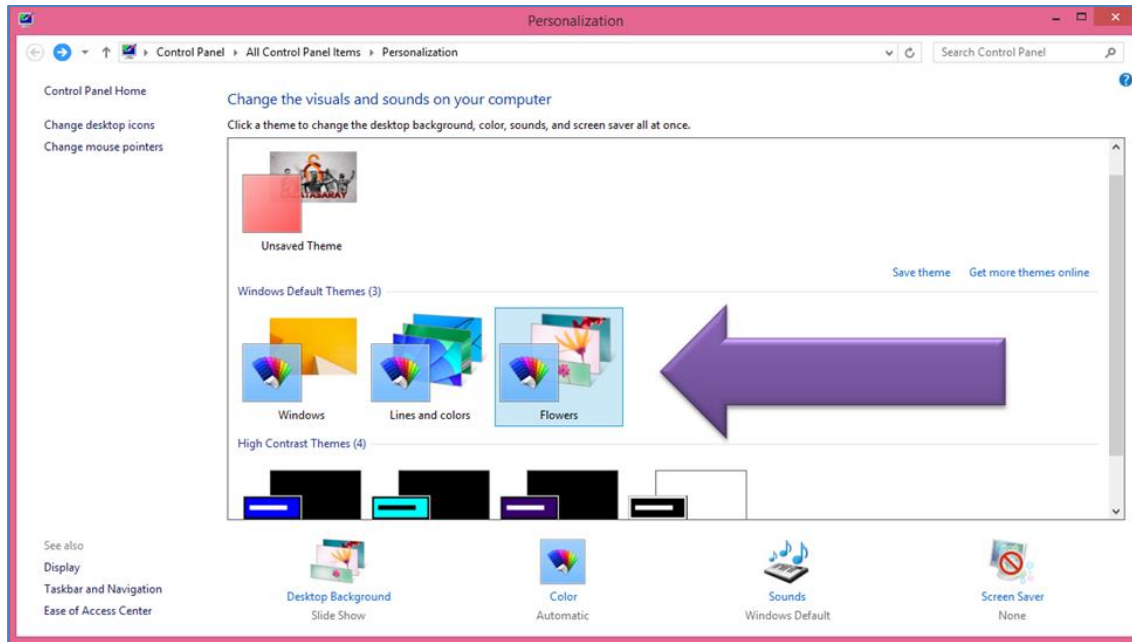 Personalization
Control Panel All Control Panel Items Personalization
Search Control Panel
Control Panel Home
Change desktop icons
Change mouse pointers
Change the visuals and sounds on your computer
Click a theme to change the desktop background, color, sounds, and screen saver all at once.
Unsaved Theme
Save theme Get more themes online
Windows Default Themes (3)
Windows Lines and colors Flowers
High Contrast Themes (4)
See also
Display
Taskbar and Navigation
Ease of Access Center
Desktop Background
Slide Show
Color
Automatic
Sounds
Windows Default
Screen Saver
None